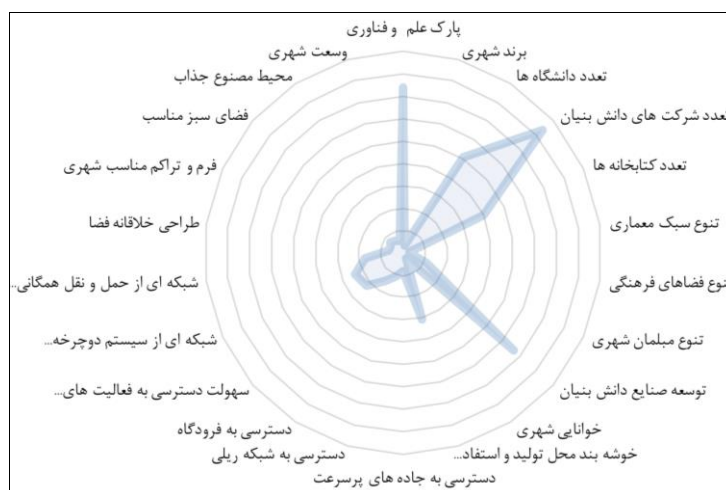 پارک علم و فناوری
برند شهری
تعدد دانشگاه ها
تعدد شرکت های دانش بنیان
تعدد کتابخانه ها
تنوع سبک معماری
نوع فضاهای فرهنگی
تنوع مبلمان شهری
توسعه صنایع دانش بنیان
خوانایی شهری
خوشه بند محل تولید و استفاد...
دسترسی به جاده های پرسرعت
دسترسی به شبکه ریلی
دسترسی به فرودگاه
سهولت دسترسی به فعالیت های...
شبکه ای از سیستم دوچرخه...
شبکه ای از حمل و نقل همگانی...
طراحی خلاقانه فضا
فرم و تراکم مناسب شهری
فضای سبز مناسب
محیط مصنوع جذاب
وسعت شهری